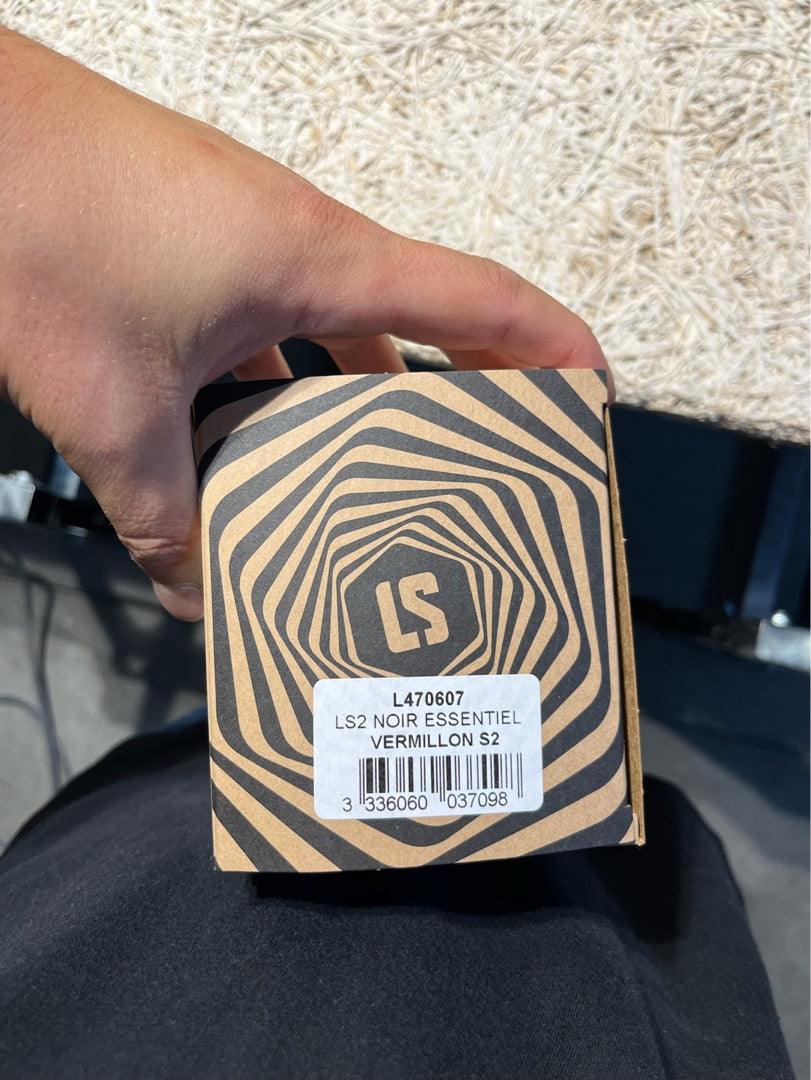 LS
L470607
LS2 NOIR ESSENTIEL
VERMILLON S2
3 336060 037098